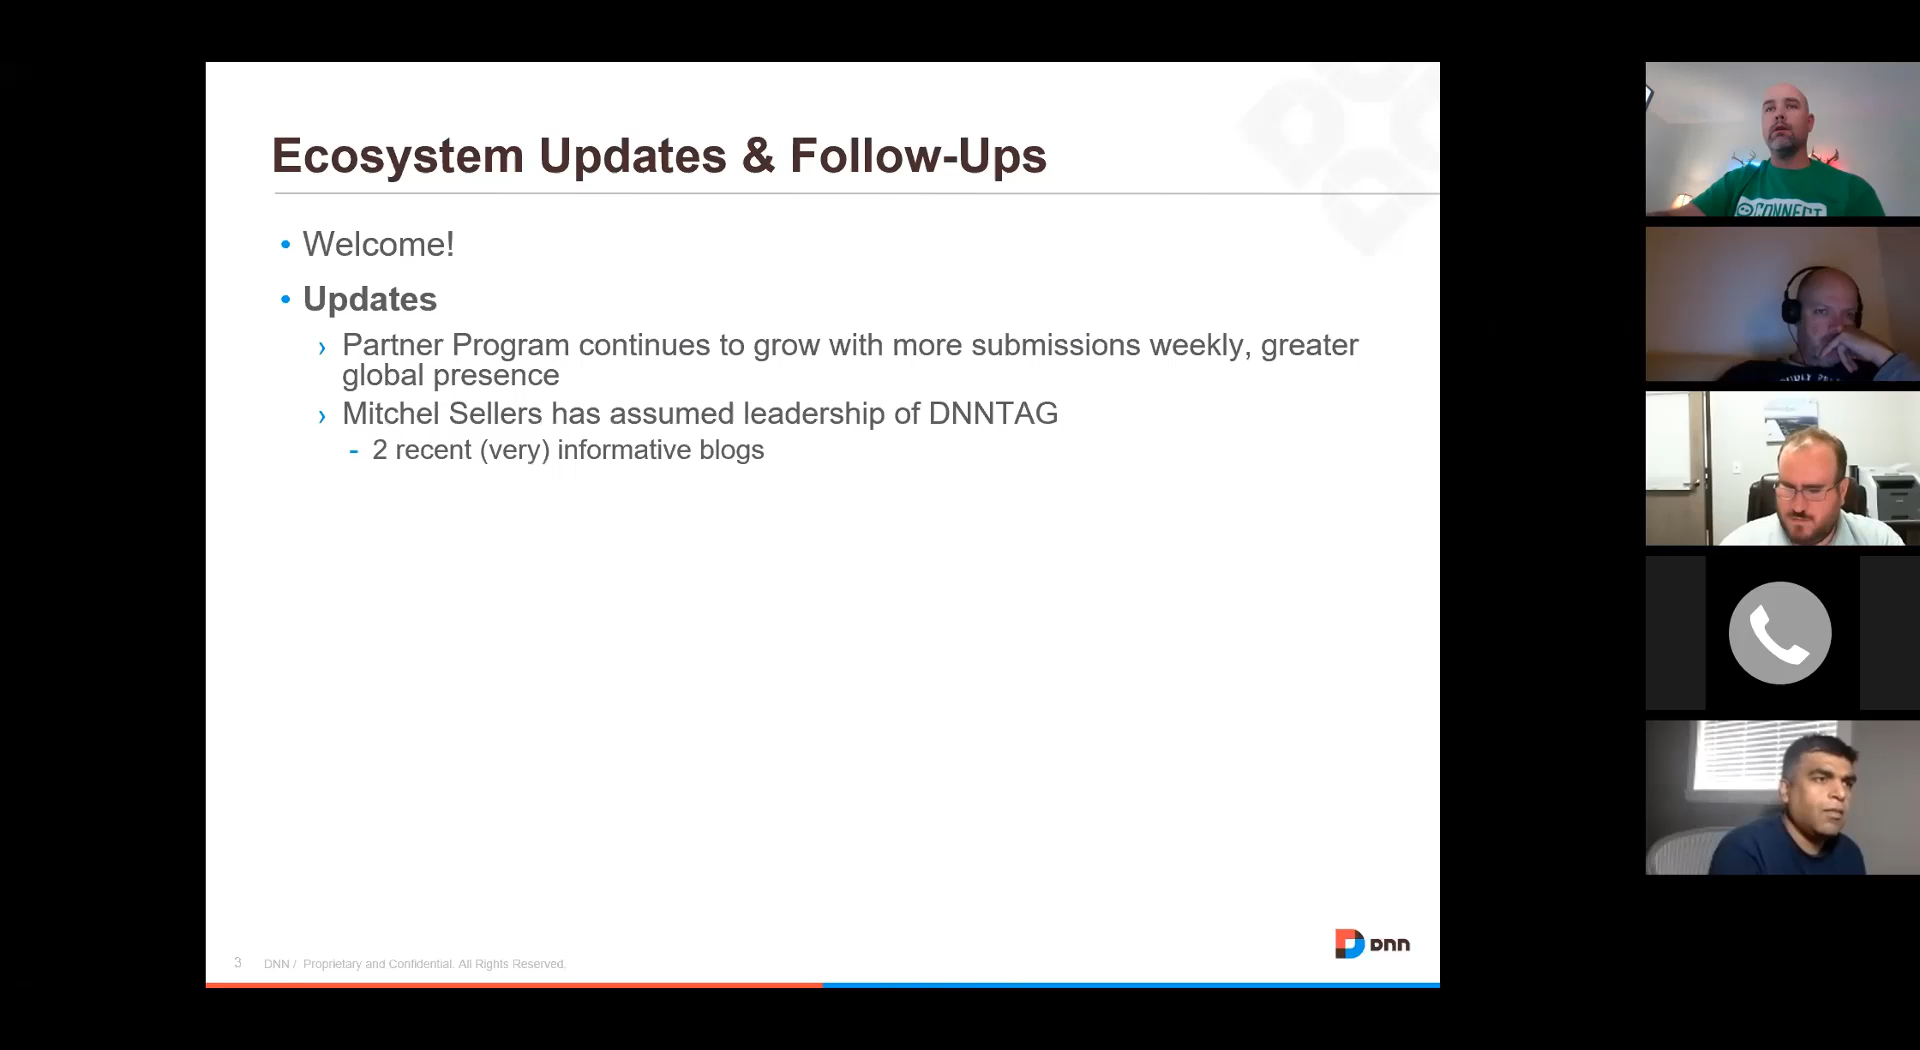 Ecosystem Updates & Follow-Ups
• Welcome!
• Updates
› Partner Program continues to grow with more submissions weekly, greater
global presence
› Mitchel Sellers has assumed leadership of DNNTAG
- 2 recent (very) informative blogs
3 DNN / Proprietary and Confidential. All Rights Reserved.
DNN
CONNECT